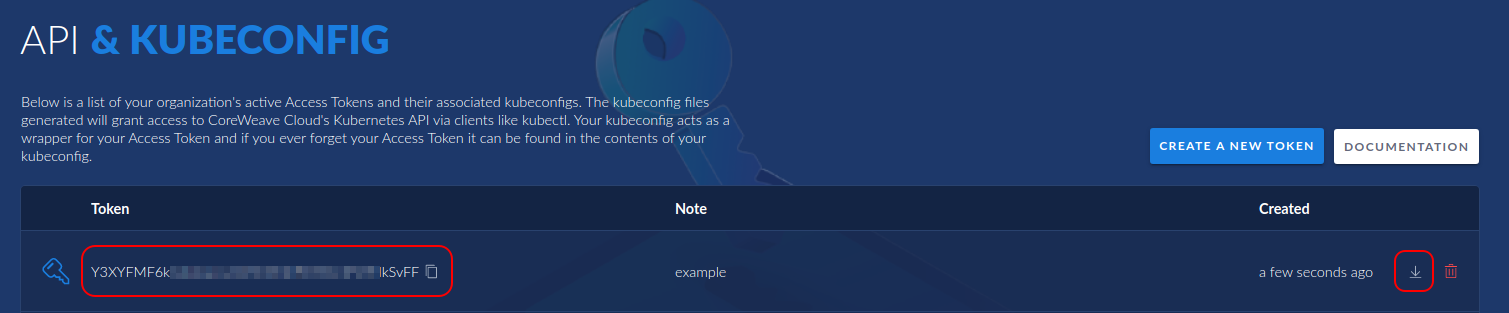 API & KUBECONFIG
Below is a list of your organization's active Access Tokens and their associated kubeconfigs. The kubeconfig files
generated will grant access to CoreWeave Cloud's Kubernetes API via clients like kubectl. Your kubeconfig acts as a
wrapper for your Access Token and if you ever forget your Access Token it can be found in the contents of your
kubeconfig.
CREATE A NEW TOKEN DOCUMENTATION
Token Note Created
example a few seconds ago